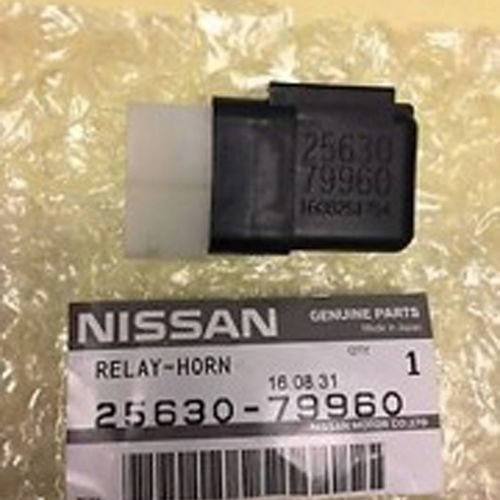 25630
79960
NISSAN
GENUINE PARTS
Made in Japan
RELAY-HORN
QTY
1
16.08.31
25630-79960
NISSAN MOTOR CO.,LTD